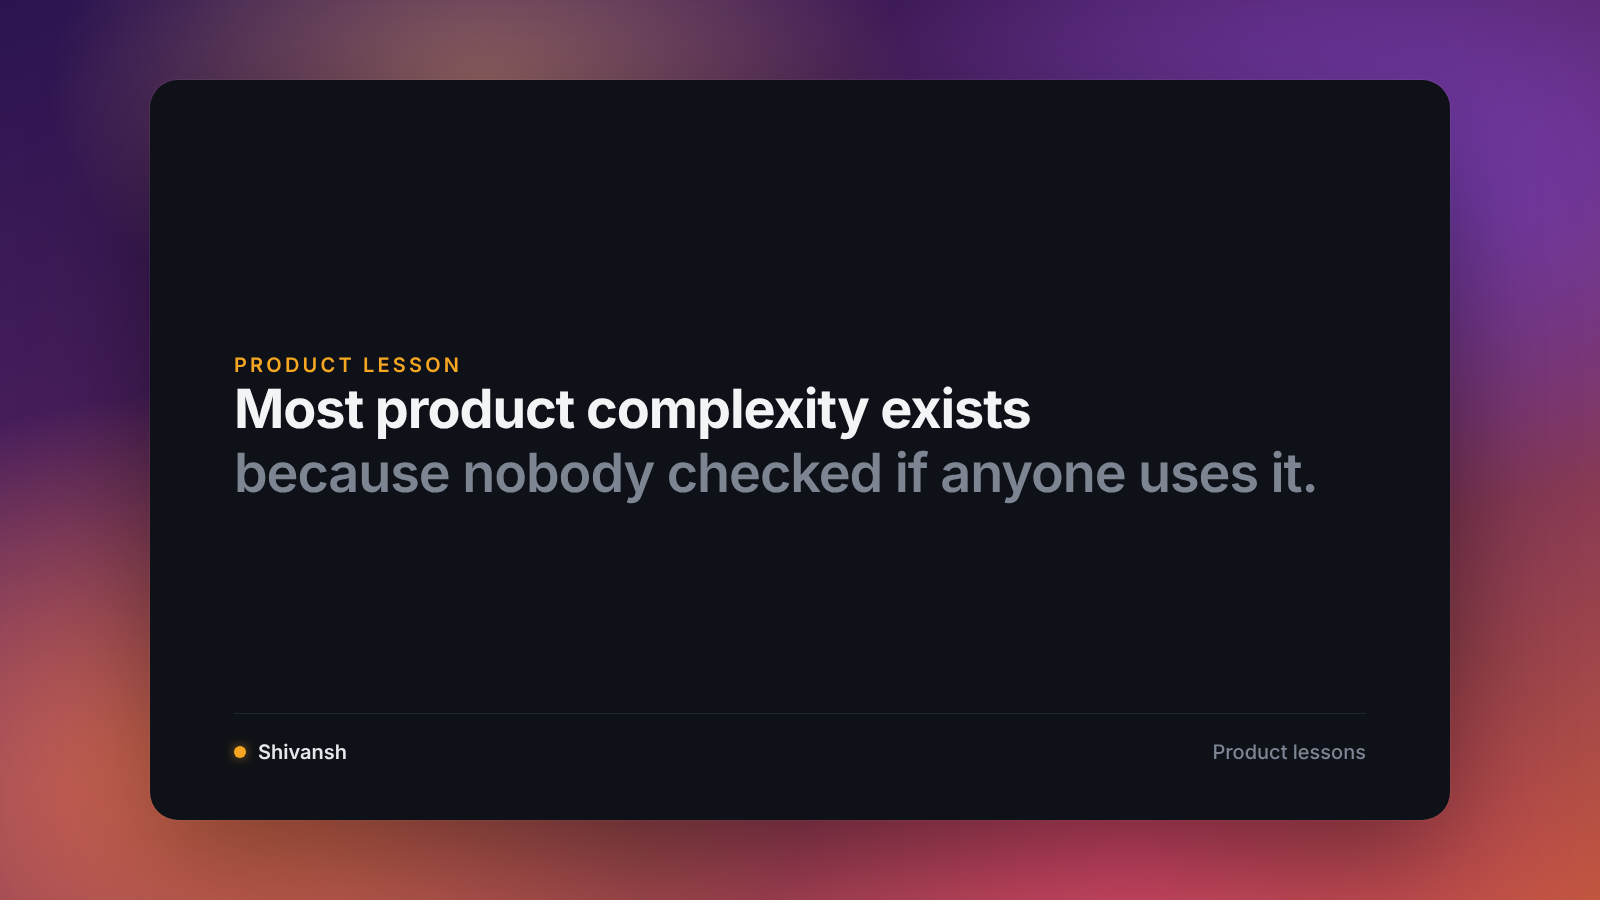 PRODUCT LESSON
Most product complexity exists
because nobody checked if anyone uses it.
Shivansh
Product lessons